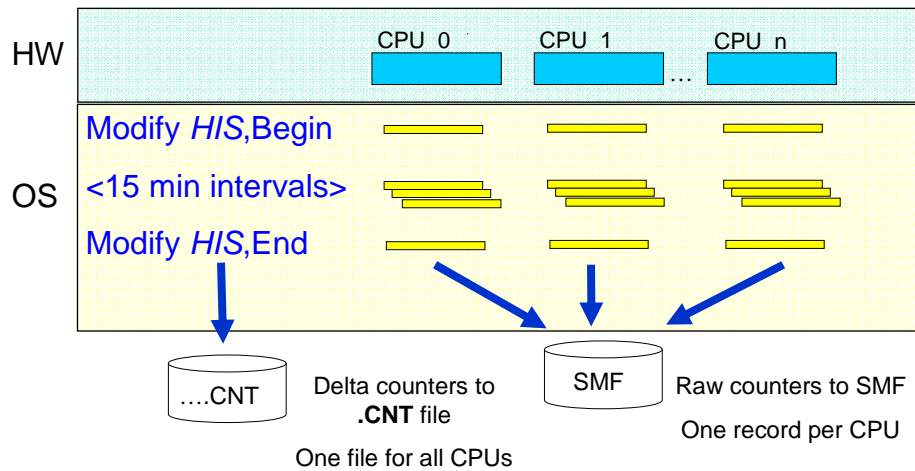 HW
CPU 0
CPU 1
CPU n
...
OS
Modify HIS,Begin
<15 min intervals>
Modify HIS,End
....CNT
Delta counters to
.CNT file
One file for all CPUs
SMF
Raw counters to SMF
One record per CPU